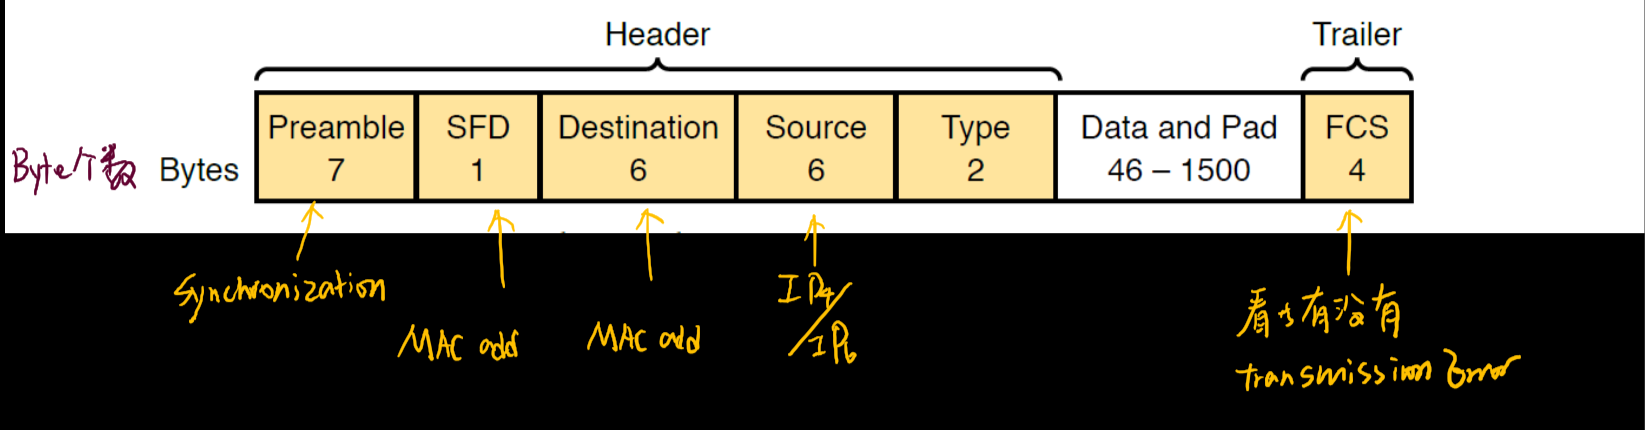 Header Trailer
Preamble SFD Destination Source Type Data and Pad FCS
Byte个数 Bytes 7 1 6 6 2 46 – 1500 4
Synchronization MAC add MAC add IP4/ 看看有没有
/IP6 transmission Error